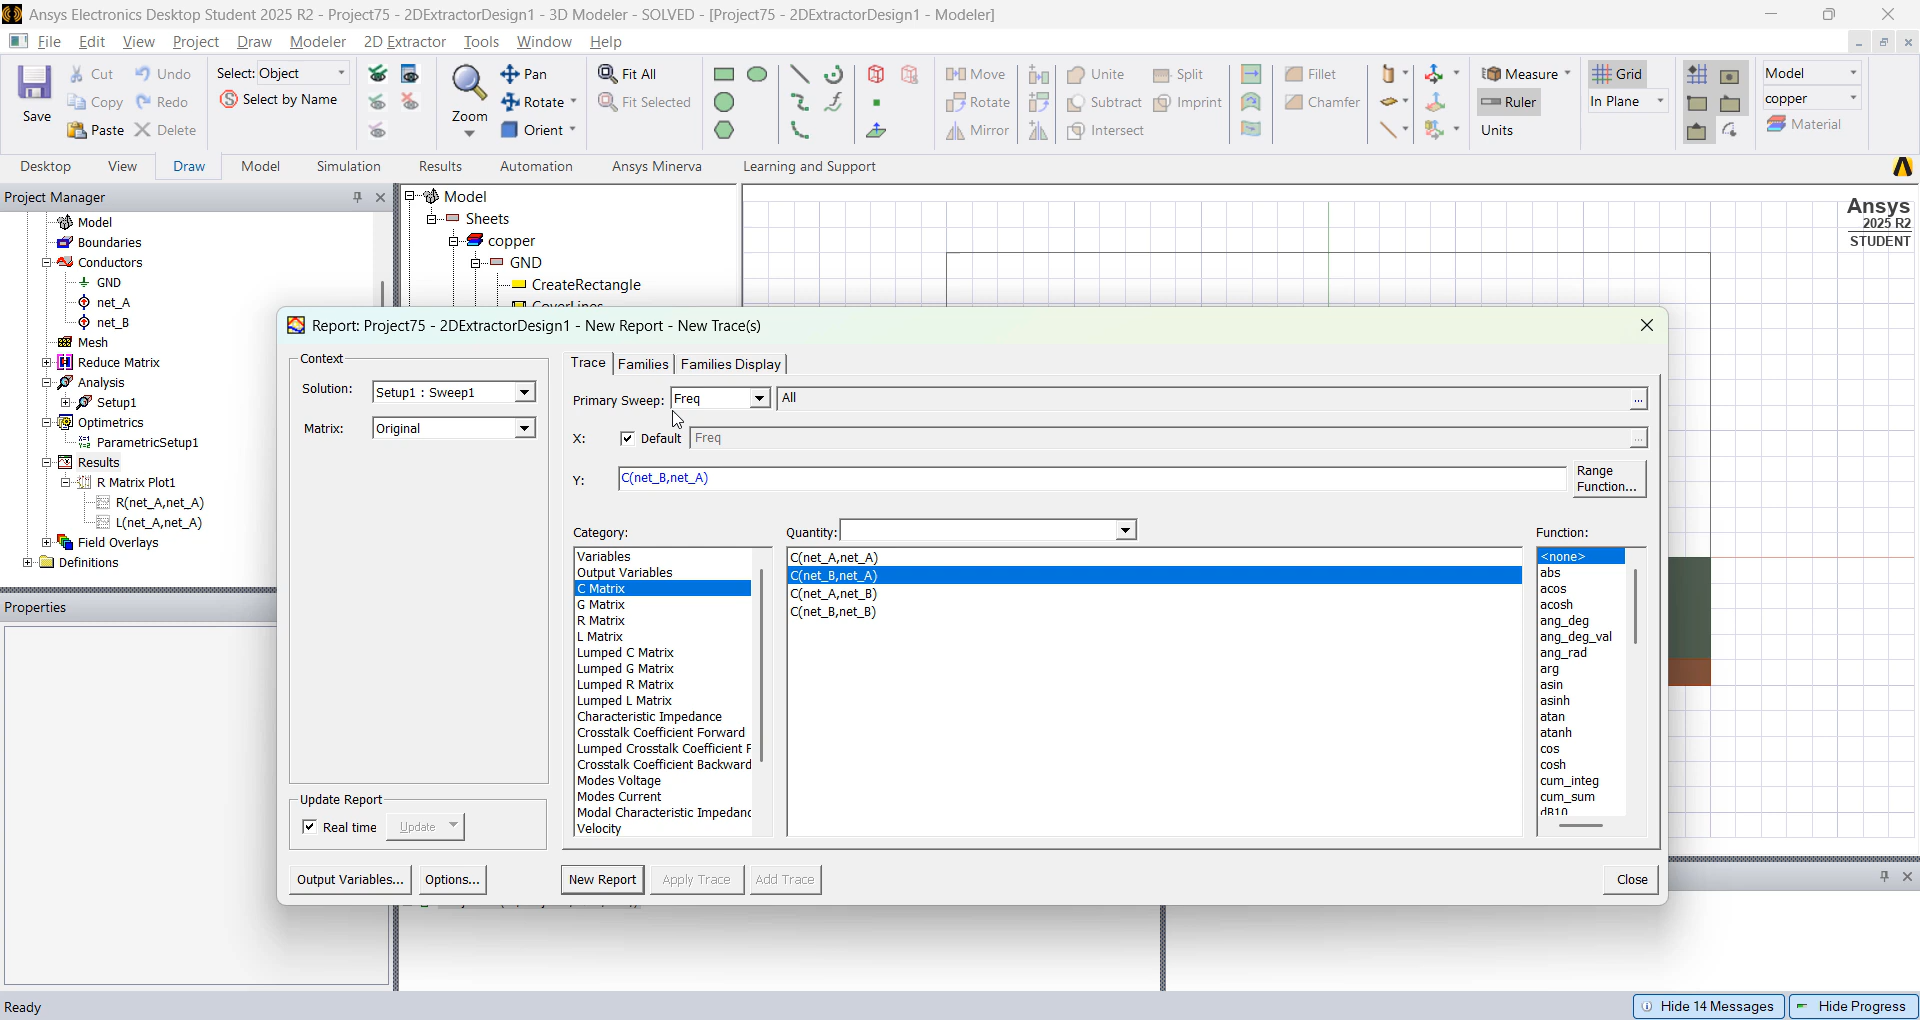 Ansys Electronics Desktop Student 2025 R2 - Project75 - 2DExtractorDesign1 - 3D Modeler - SOLVED - [Project75 - 2DExtractorDesign1 - Modeler]
File Edit View Project Draw Modeler 2D Extractor Tools Window Help
Save Cut Copy Paste Undo Redo Delete
Select: Object
Select by Name
Zoom Pan Rotate Orient
Fit All
Fit Selected
Move Rotate Mirror
Unite Subtract Intersect
Split Imprint
Fillet
Chamfer
Measure
Ruler
Units
Grid
In Plane
Model
copper
Material
Desktop View Draw Model Simulation Results Automation Ansys Minerva Learning and Support
Project Manager
Model
Boundaries
Conductors
GND
net_A
net_B
Mesh
Reduce Matrix
Analysis
Setup1
Optimetrics
ParametricSetup1
Results
R Matrix Plot1
R(net_A,net_A)
L(net_A,net_A)
Field Overlays
Definitions
Properties
Model
Sheets
copper
GND
CreateRectangle
Ansys
2025 R2
STUDENT
Report: Project75 - 2DExtractorDesign1 - New Report - New Trace(s)
Context
Solution: Setup1 : Sweep1
Matrix: Original
Update Report
Real time Update
Output Variables... Options...
Trace Families Families Display
Primary Sweep: Freq All ...
X: Default Freq ...
Y: C(net_B,net_A)
Range
Function...
Category:
Variables
Output Variables
C Matrix
G Matrix
R Matrix
L Matrix
Lumped C Matrix
Lumped G Matrix
Lumped R Matrix
Lumped L Matrix
Characteristic Impedance
Crosstalk Coefficient Forward
Lumped Crosstalk Coefficient F
Crosstalk Coefficient Backward
Modes Voltage
Modes Current
Modal Characteristic Impedanc
Velocity
Quantity:
C(net_A,net_A)
C(net_B,net_A)
C(net_A,net_B)
C(net_B,net_B)
Function:
<none>
abs
acos
acosh
ang_deg
ang_deg_val
ang_rad
arg
asin
asinh
atan
atanh
cos
cosh
cum_integ
cum_sum
dB10
New Report Apply Trace Add Trace Close
Ready
Hide 14 Messages Hide Progress